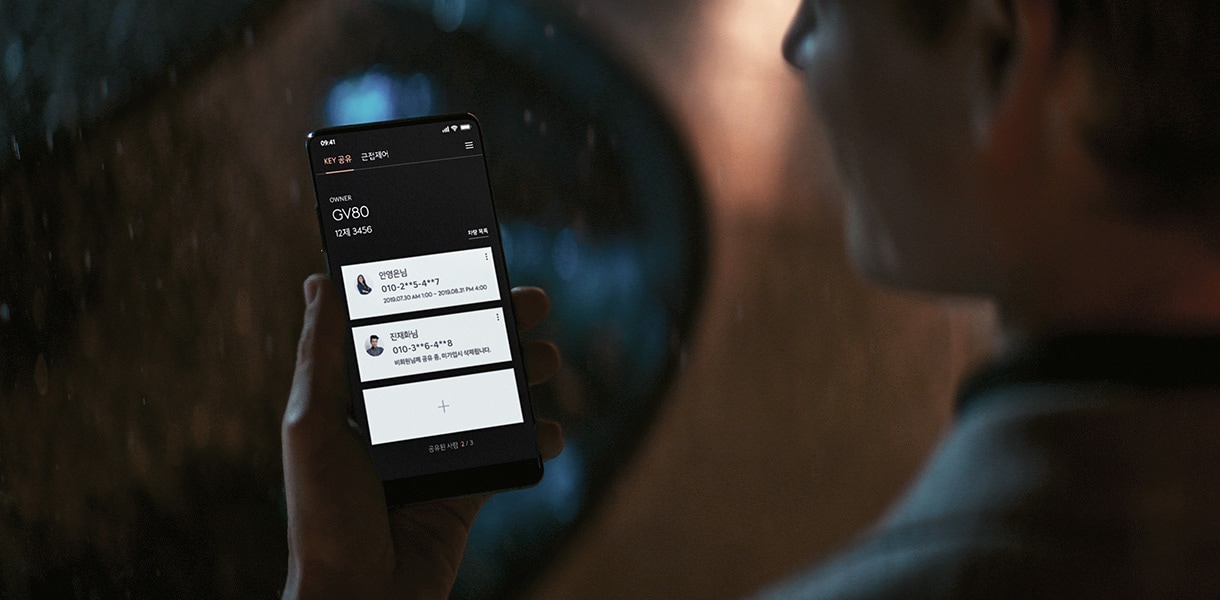 09:41
KEY 공유 근접제어
OWNER
GV80
12제 3456
차량 목록
안영은님
010-2**5-4**7
2019.07.30 AM 1:00 ~ 2019.08.31 PM 4:00
진재화님
010-3**6-4**8
비회원님께 공유 중, 미가입시 삭제됩니다.
+
공유된 사람 2 / 3